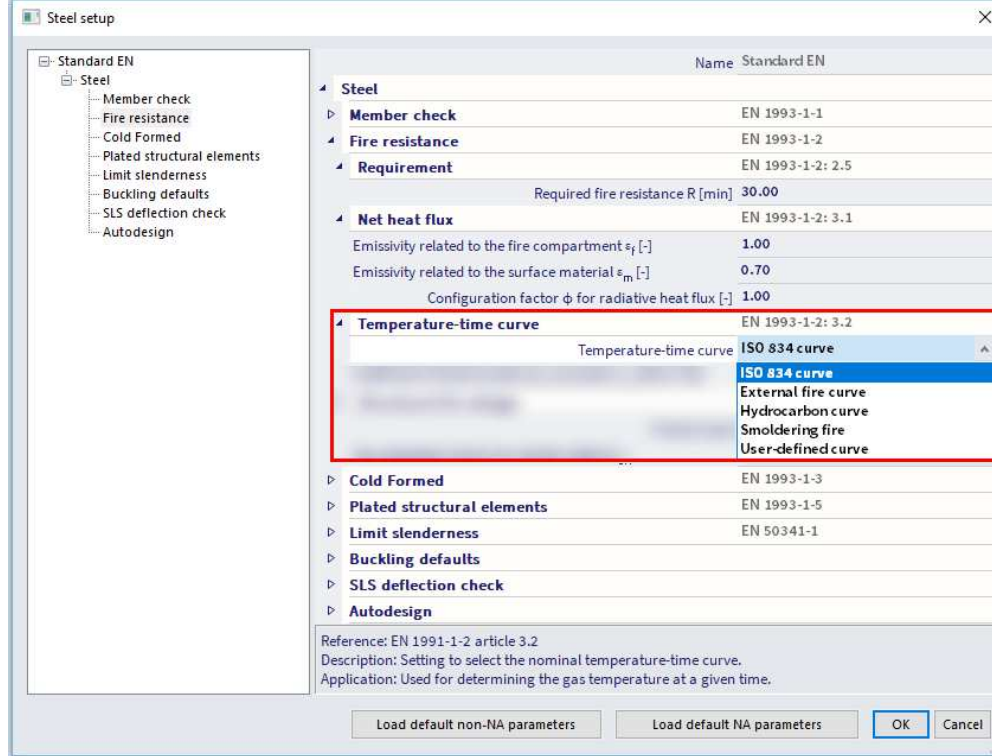 Steel setup
Standard EN
Steel
Member check
Fire resistance
Cold Formed
Plated structural elements
Limit slenderness
Buckling defaults
SLS deflection check
Autodesign
Name Standard EN
Steel
Member check EN 1993-1-1
Fire resistance EN 1993-1-2
Requirement EN 1993-1-2: 2.5
Required fire resistance R [min] 30.00
Net heat flux EN 1993-1-2: 3.1
Emissivity related to the fire compartment εf [-] 1.00
Emissivity related to the surface material εm [-] 0.70
Configuration factor ϕ for radiative heat flux [-] 1.00
Temperature-time curve EN 1993-1-2: 3.2
Temperature-time curve ISO 834 curve
ISO 834 curve
External fire curve
Hydrocarbon curve
Smoldering fire
User-defined curve
Cold Formed EN 1993-1-3
Plated structural elements EN 1993-1-5
Limit slenderness EN 50341-1
Buckling defaults
SLS deflection check
Autodesign
Reference: EN 1991-1-2 article 3.2
Description: Setting to select the nominal temperature-time curve.
Application: Used for determining the gas temperature at a given time.
Load default non-NA parameters Load default NA parameters OK Cancel